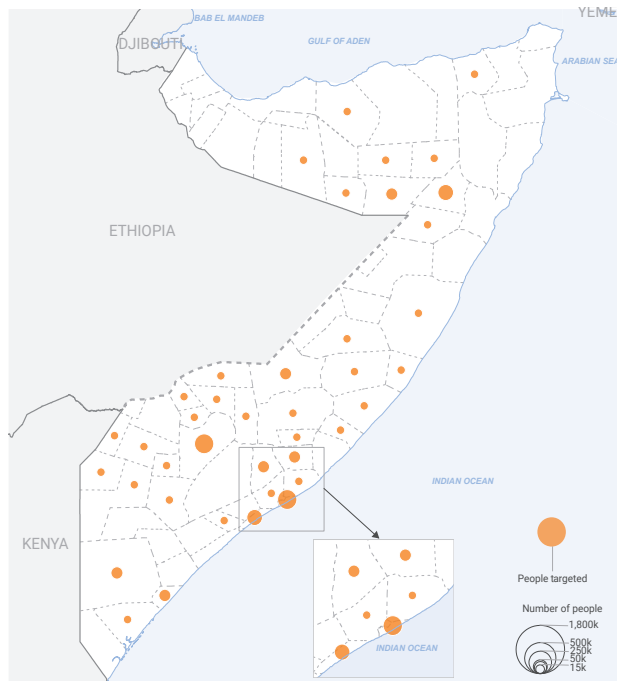 YEME
BAB EL MANDEB
DJIBOUTI
GULF OF ADEN
ARABIAN SEA
ETHIOPIA
INDIAN OCEAN
KENYA
People targeted
Number of people
1,800k
500k
250k
50k
15k
INDIAN OCEAN